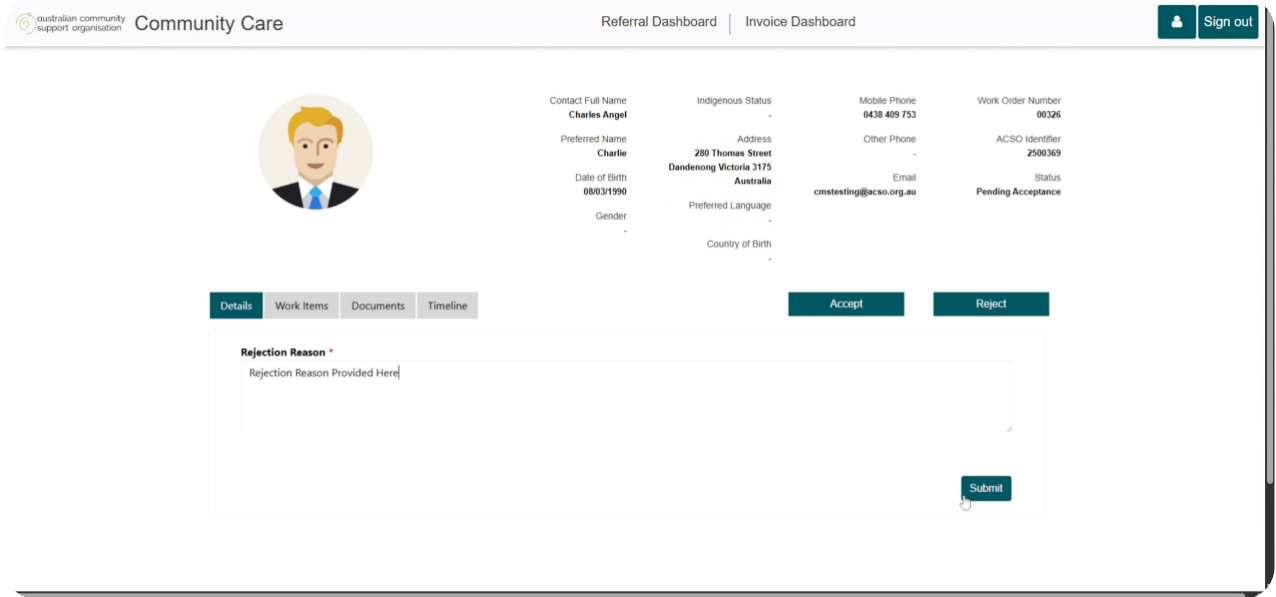 australian community
support organisation
Community Care
Referral Dashboard
Invoice Dashboard
Sign out
Contact Full Name
Charles Angel
Preferred Name
Charlie
Date of Birth
08/03/1990
Gender
-
Indigenous Status
-
Address
280 Thomas Street
Dandenong Victoria 3175
Australia
Preferred Language
-
Country of Birth
-
Mobile Phone
0438 409 753
Other Phone
-
Email
cmstesting@acso.org.au
Work Order Number
00326
ACSO Identifier
2500369
Status
Pending Acceptance
Details
Work Items
Documents
Timeline
Accept
Reject
Rejection Reason *
Rejection Reason Provided Here
Submit